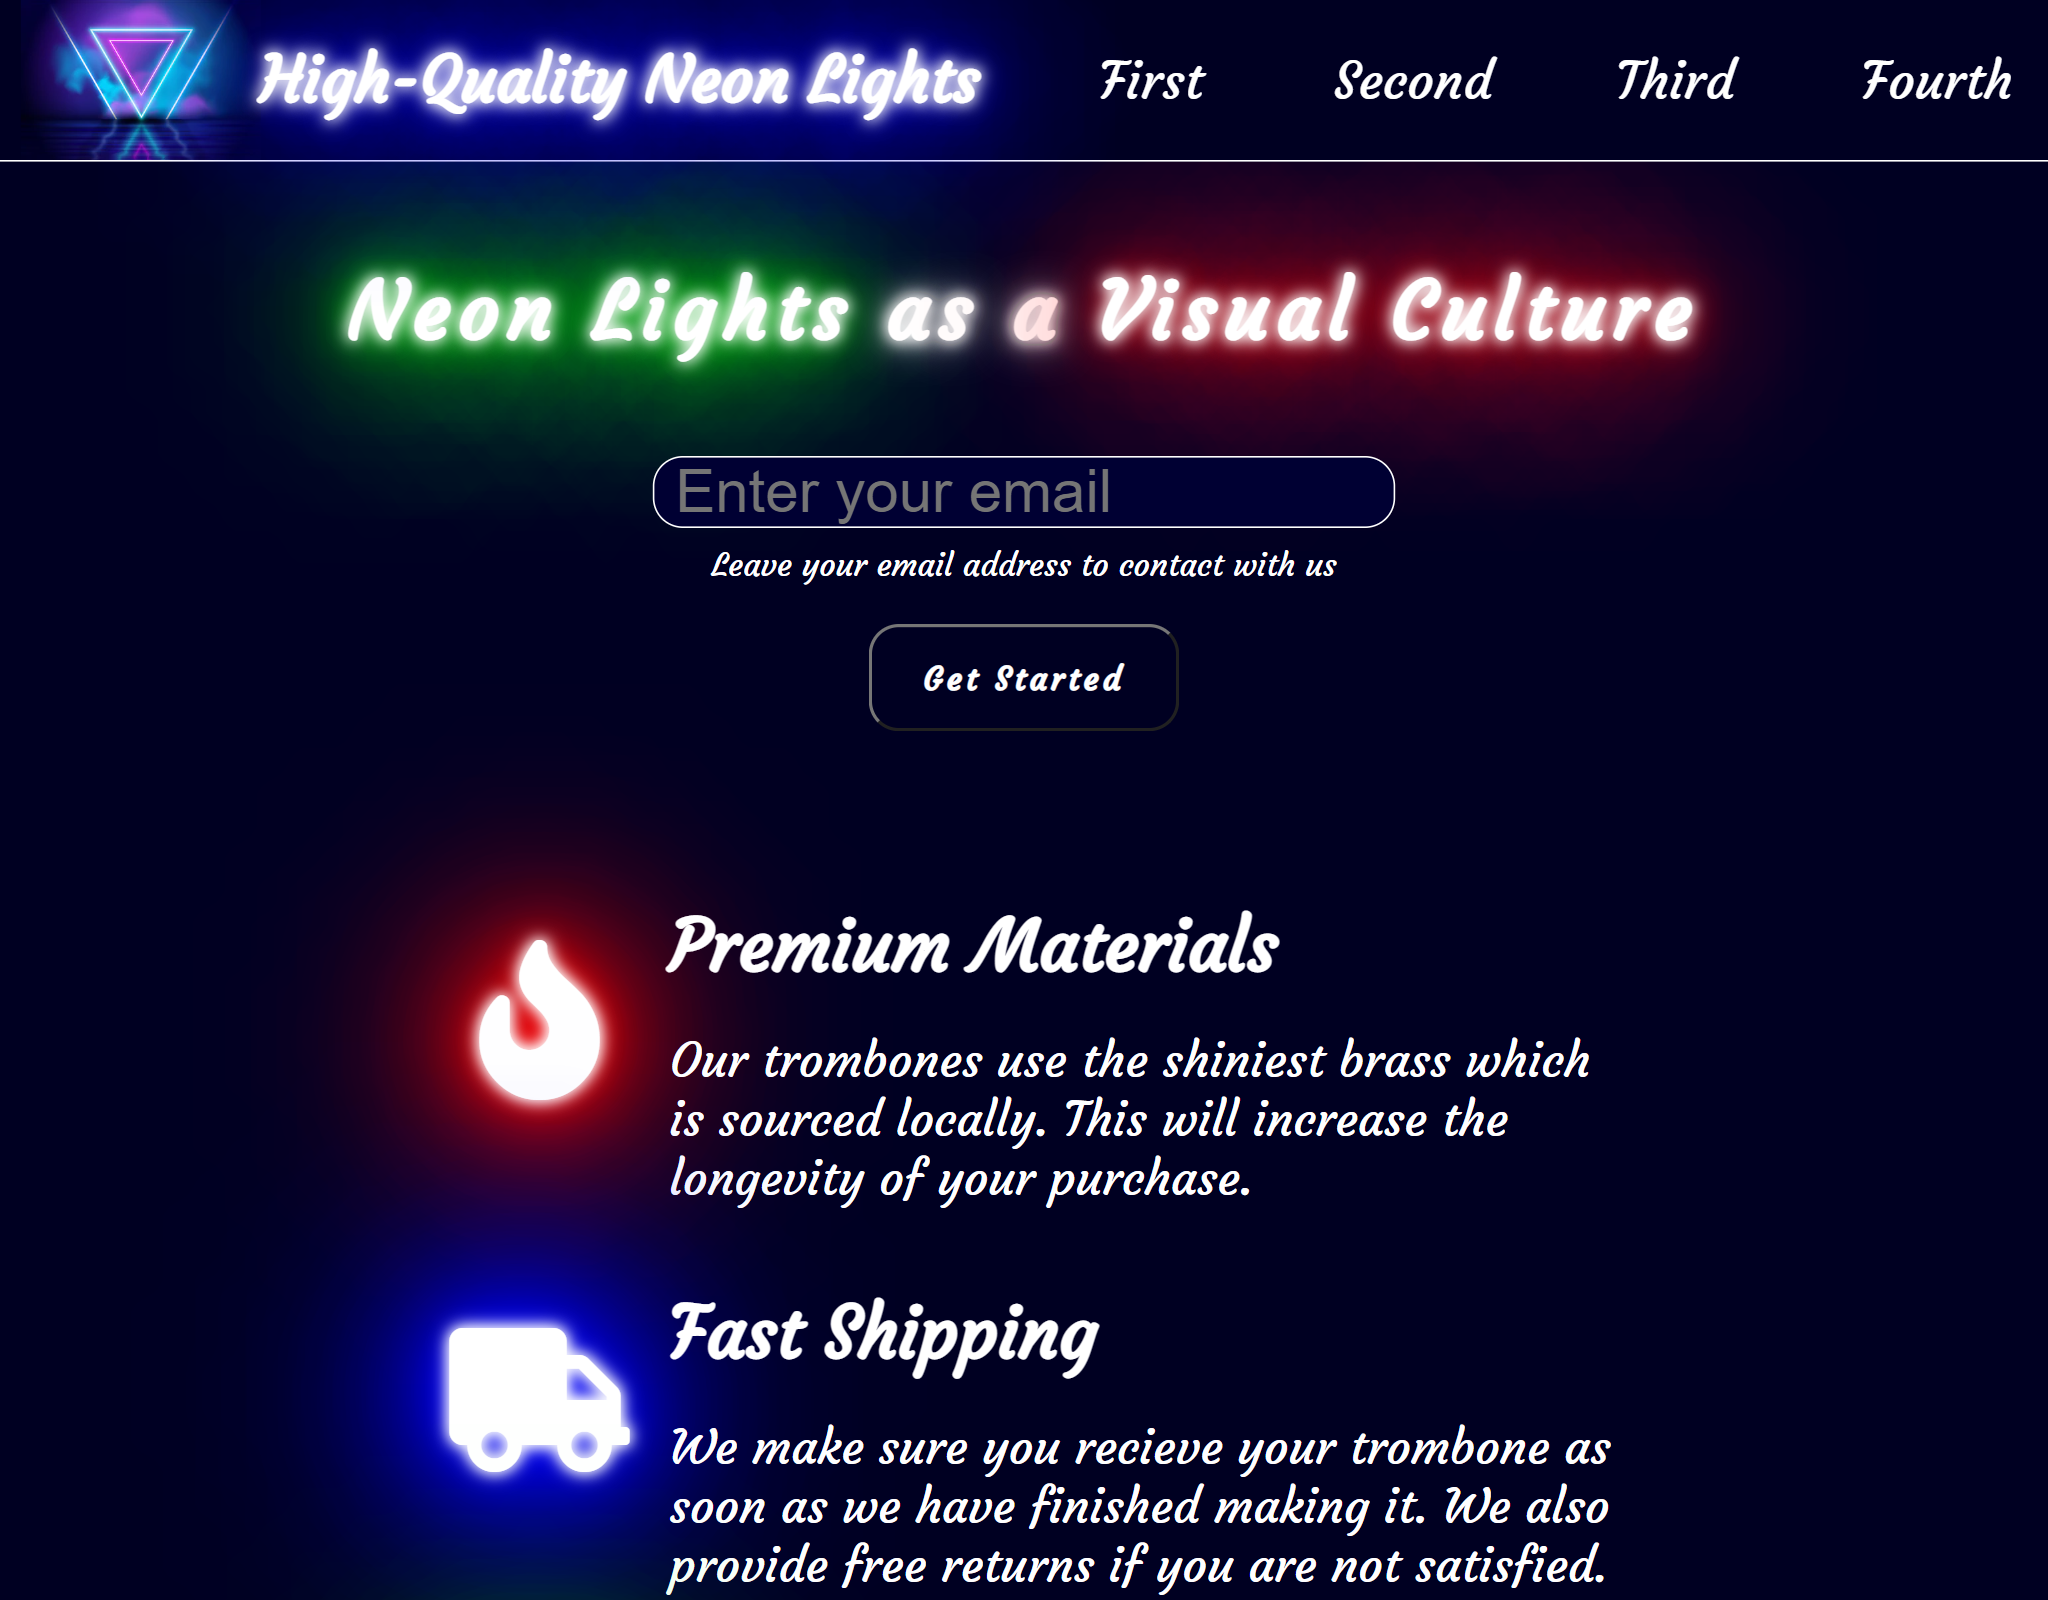 High-Quality Neon Lights
First
Second
Third
Fourth
Neon Lights as a Visual Culture
Enter your email
Leave your email address to contact with us
Get Started
Premium Materials
Our trombones use the shiniest brass which
is sourced locally. This will increase the
longevity of your purchase.
Fast Shipping
We make sure you recieve your trombone as
soon as we have finished making it. We also
provide free returns if you are not satisfied.